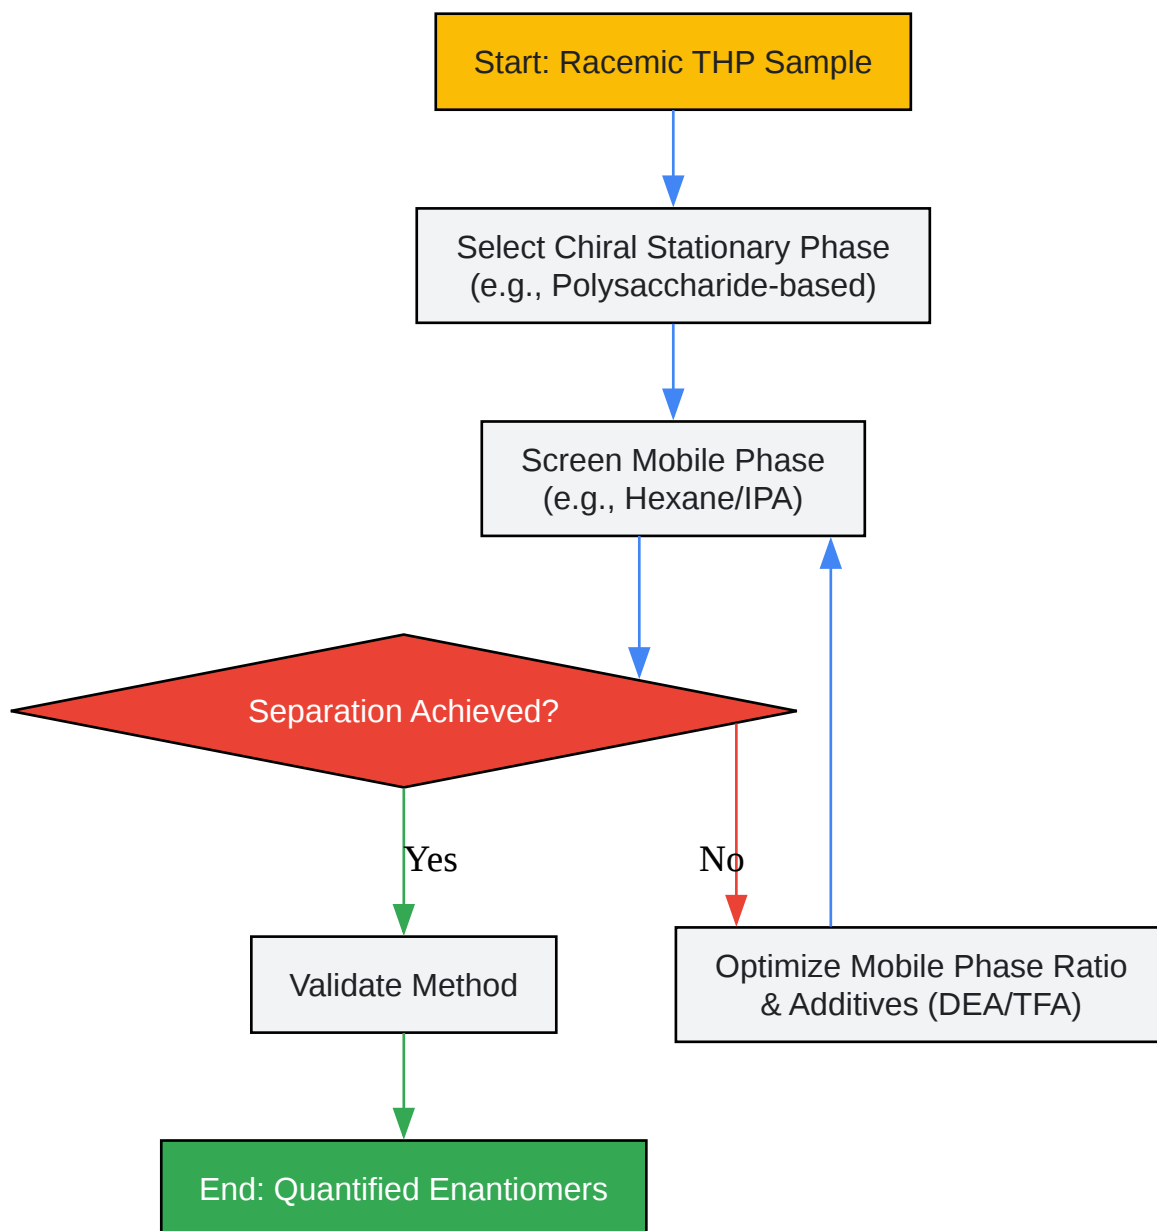 Start: Racemic THP Sample
Select Chiral Stationary Phase
(e.g., Polysaccharide-based)
Screen Mobile Phase
(e.g., Hexane/IPA)
Separation Achieved?
Yes
No
Validate Method
Optimize Mobile Phase Ratio
& Additives (DEA/TFA)
End: Quantified Enantiomers